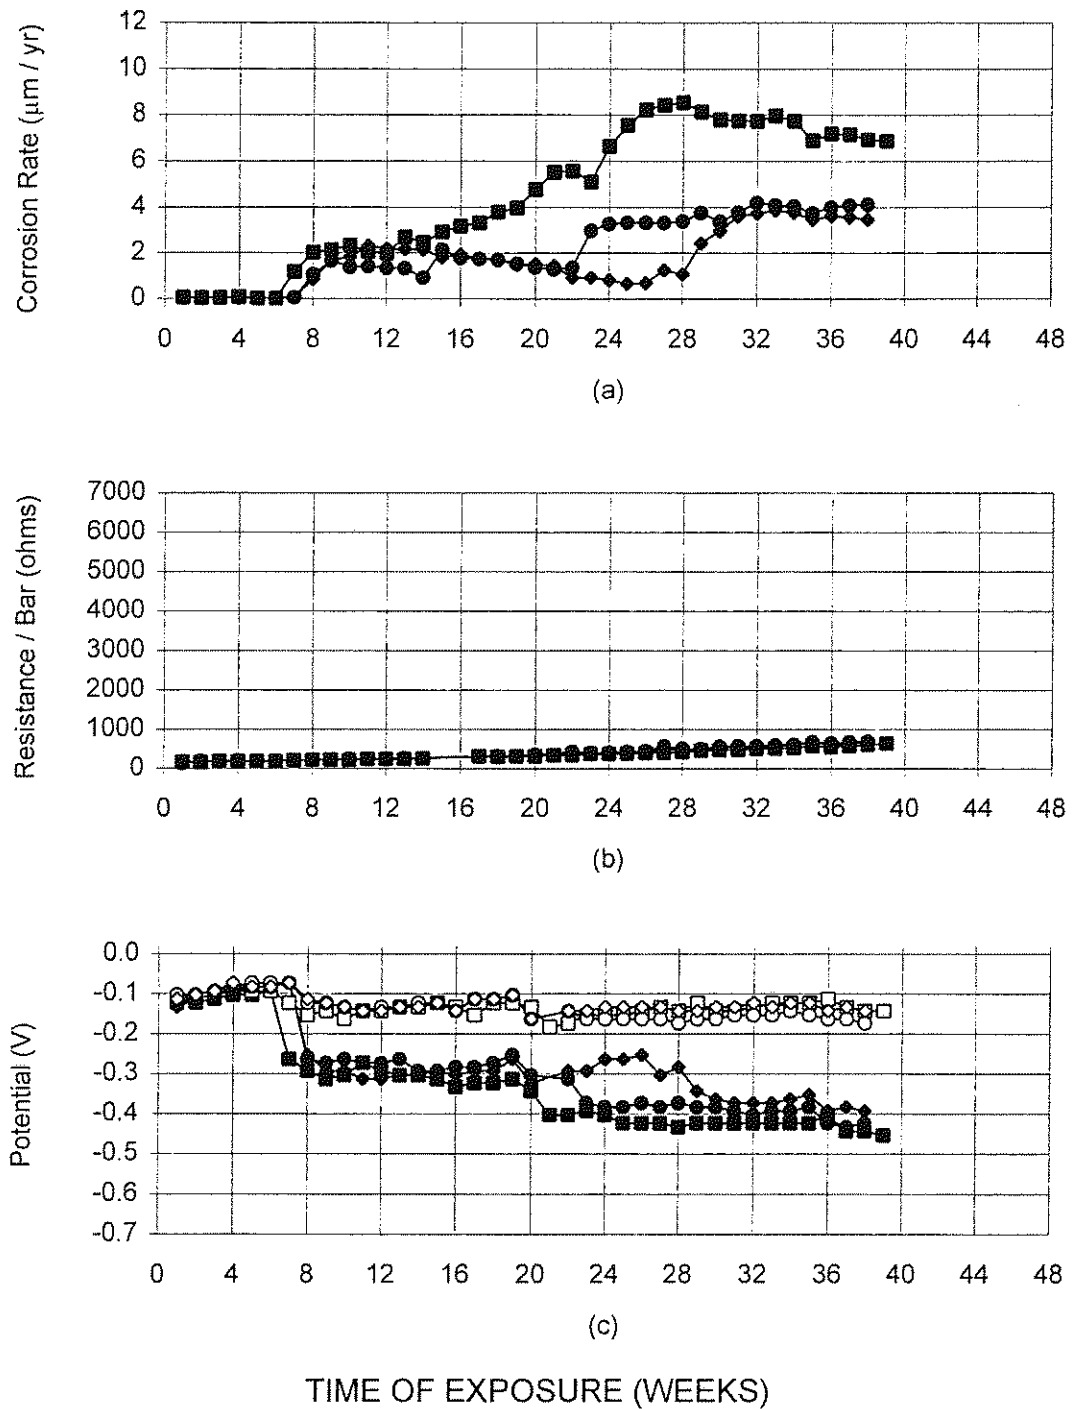 Corrosion Rate (μm / yr)
12
10
8
6
4
2
0
0 4 8 12 16 20 24 28 32 36 40 44 48
(a)
Resistance / Bar (ohms)
7000
6000
5000
4000
3000
2000
1000
0
0 4 8 12 16 20 24 28 32 36 40 44 48
(b)
Potential (V)
0.0
-0.1
-0.2
-0.3
-0.4
-0.5
-0.6
-0.7
0 4 8 12 16 20 24 28 32 36 40 44 48
(c)
TIME OF EXPOSURE (WEEKS)